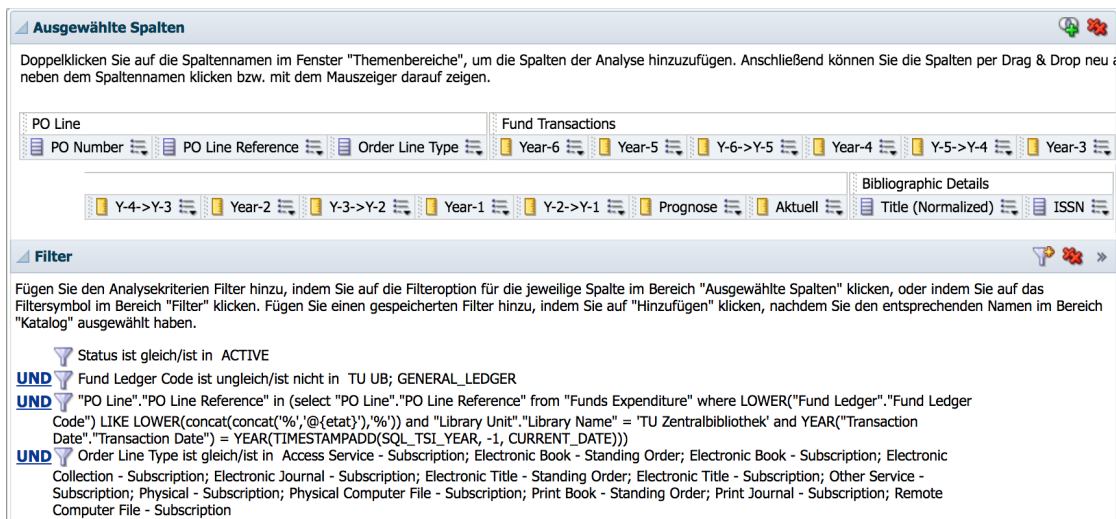 Ausgewählte Spalten
Doppelklicken Sie auf die Spaltennamen im Fenster "Themenbereiche", um die Spalten der Analyse hinzuzufügen. Anschließend können Sie die Spalten per Drag & Drop neu
neben dem Spaltennamen klicken bzw. mit dem Mauszeiger darauf zeigen.
PO Line Fund Transactions
PO Number PO Line Reference Order Line Type Year-6 Year-5 Y-6->Y-5 Year-4 Y-5->Y-4 Year-3
Bibliographic Details
Y-4->Y-3 Year-2 Y-3->Y-2 Year-1 Y-2->Y-1 Prognose Aktuell Title (Normalized) ISSN
Filter
Fügen Sie den Analysekriterien Filter hinzu, indem Sie auf die Filteroption für die jeweilige Spalte im Bereich "Ausgewählte Spalten" klicken, oder indem Sie auf das
Filtersymbol im Bereich "Filter" klicken. Fügen Sie einen gespeicherten Filter hinzu, indem Sie auf "Hinzufügen" klicken, nachdem Sie den entsprechenden Namen im Bereich
"Katalog" ausgewählt haben.
Status ist gleich/ist in ACTIVE
UND Fund Ledger Code ist ungleich/ist nicht in TU UB; GENERAL_LEDGER
UND "PO Line"."PO Line Reference" in (select "PO Line"."PO Line Reference" from "Funds Expenditure" where LOWER("Fund Ledger"."Fund Ledger
Code") LIKE LOWER(concat(concat('%','@{etat}'),'%')) and "Library Unit"."Library Name" = 'TU Zentralbibliothek' and YEAR("Transaction
Date"."Transaction Date") = YEAR(TIMESTAMPADD(SQL_TSI_YEAR, -1, CURRENT_DATE)))
UND Order Line Type ist gleich/ist in Access Service - Subscription; Electronic Book - Standing Order; Electronic Book - Subscription; Electronic
Collection - Subscription; Electronic Journal - Subscription; Electronic Title - Standing Order; Electronic Title - Subscription; Other Service -
Subscription; Physical - Subscription; Physical Computer File - Subscription; Print Book - Standing Order; Print Journal - Subscription; Remote
Computer File - Subscription